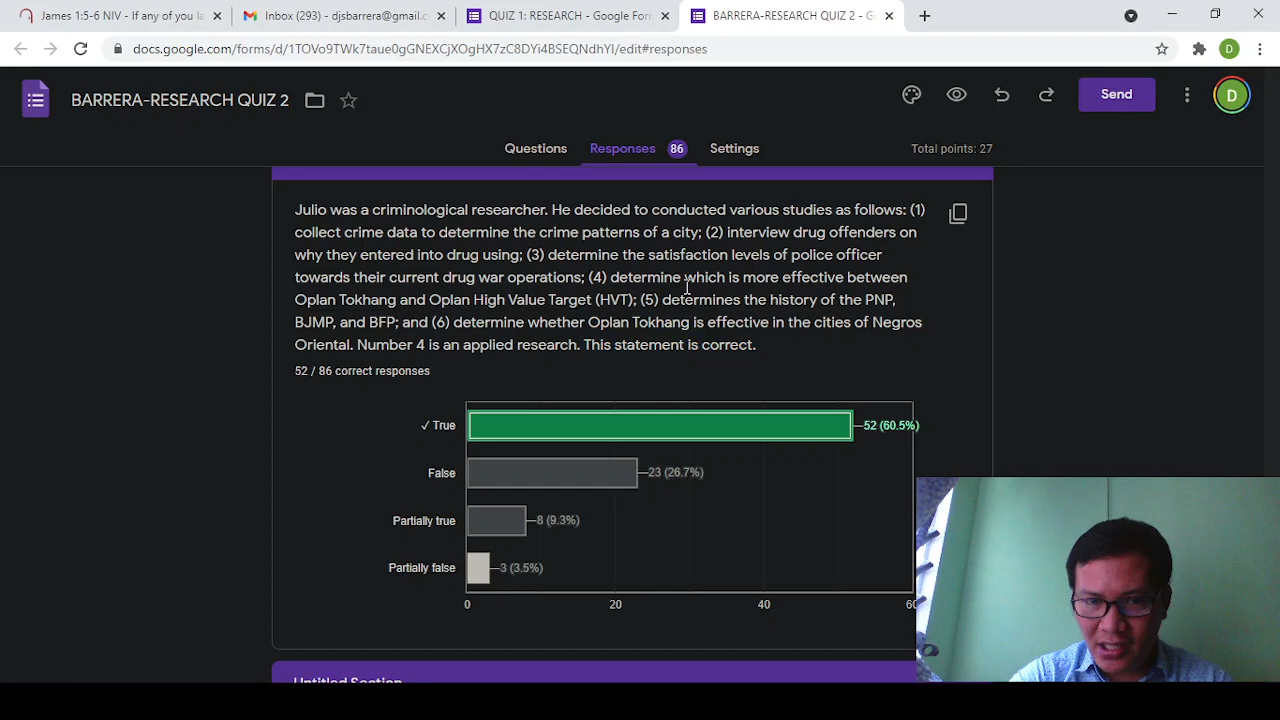 James 1:5-6 NIV - If any of you la
Inbox (293) - djsbarrera@gmail.c
QUIZ 1: RESEARCH - Google Form
BARRERA-RESEARCH QUIZ 2 - Go
docs.google.com/forms/d/1TOVo9TWk7taue0gGNEXCjXOgHX7zC8DYi4BSEQNdhYI/edit#responses
D
BARRERA-RESEARCH QUIZ 2
Send
D
Questions
Responses
86
Settings
Total points: 27
Julio was a criminological researcher. He decided to conducted various studies as follows: (1)
collect crime data to determine the crime patterns of a city; (2) interview drug offenders on
why they entered into drug using; (3) determine the satisfaction levels of police officer
towards their current drug war operations; (4) determine which is more effective between
Oplan Tokhang and Oplan High Value Target (HVT); (5) determines the history of the PNP,
BJMP, and BFP; and (6) determine whether Oplan Tokhang is effective in the cities of Negros
Oriental. Number 4 is an applied research. This statement is correct.
52 / 86 correct responses
✓ True
52 (60.5%)
False
23 (26.7%)
Partially true
8 (9.3%)
Partially false
3 (3.5%)
0
20
40
60
Untitled Section